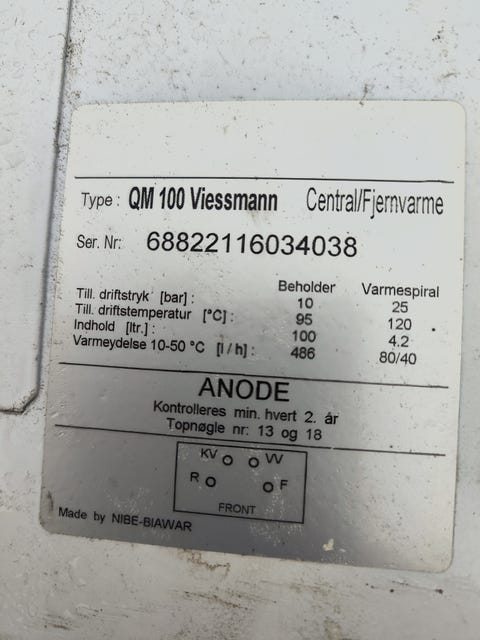 Type : QM 100 Viessmann Central/Fjernvarme
Ser. Nr: 68822116034038
Beholder Varmespiral
Till. driftstryk [bar] : 10 25
Till. driftstemperatur [°C] : 95 120
Indhold [ltr.] : 100 4.2
Varmeydelse 10-50 °C [l / h] : 486 80/40
ANODE
Kontrolleres min. hvert 2. år
Topnøgle nr: 13 og 18
KV VV
R F
FRONT
Made by NIBE-BIAWAR